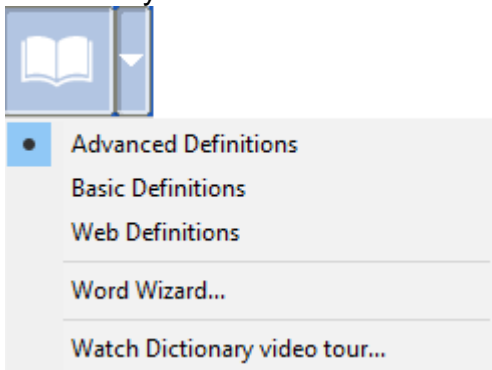 Advanced Definitions
Basic Definitions
Web Definitions
Word Wizard...
Watch Dictionary video tour...